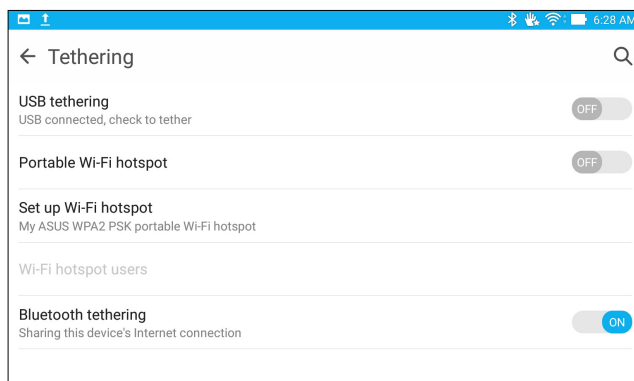 6:28 AM
Tethering
USB tethering
OFF
USB connected, check to tether
Portable Wi-Fi hotspot
OFF
Set up Wi-Fi hotspot
My ASUS WPA2 PSK portable Wi-Fi hotspot
Wi-Fi hotspot users
Bluetooth tethering
ON
Sharing this device's Internet connection